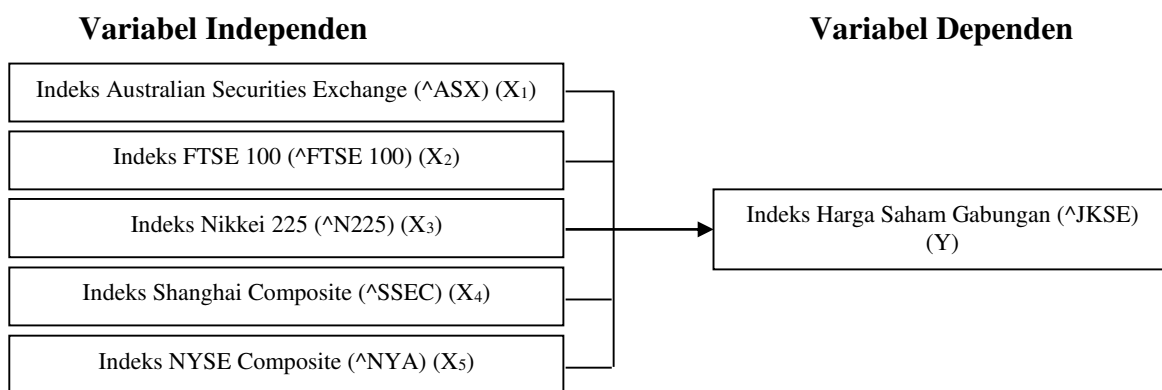 Variabel Independen
Variabel Dependen
Indeks Australian Securities Exchange (^ASX) (X₁)
Indeks FTSE 100 (^FTSE 100) (X₂)
Indeks Nikkei 225 (^N225) (X₃)
Indeks Shanghai Composite (^SSEC) (X₄)
Indeks NYSE Composite (^NYA) (X₅)
Indeks Harga Saham Gabungan (^JKSE)
(Y)